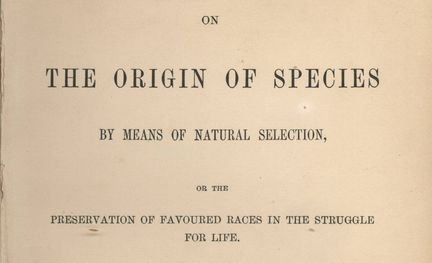 ON
THE ORIGIN OF SPECIES
BY MEANS OF NATURAL SELECTION,
OR THE
PRESERVATION OF FAVOURED RACES IN THE STRUGGLE
FOR LIFE.